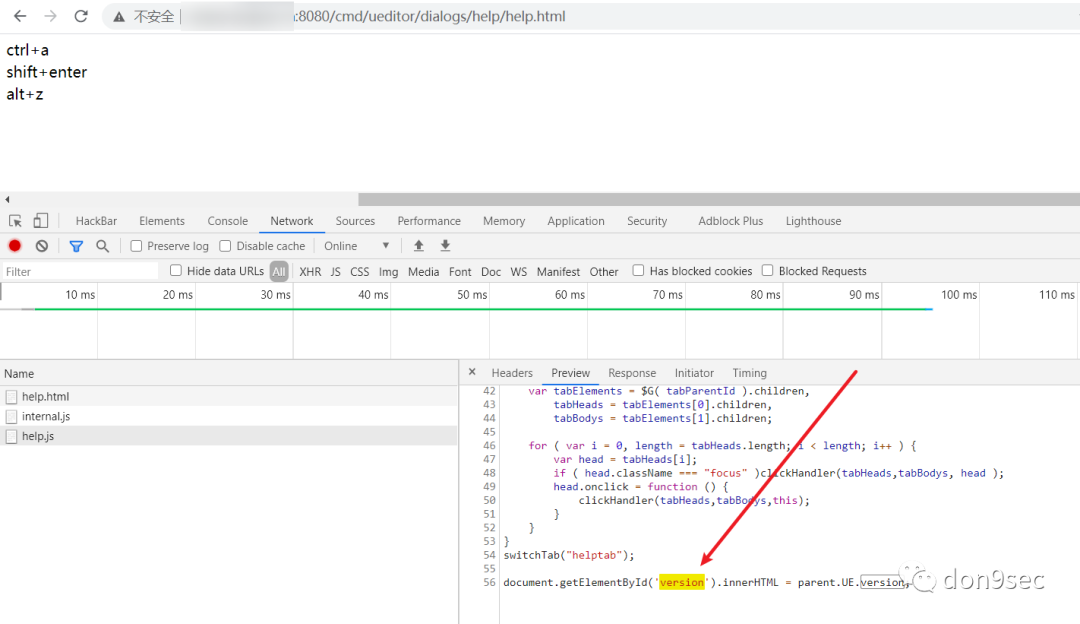 不安全 :8080/cmd/ueditor/dialogs/help/help.html
ctrl+a
shift+enter
alt+z
HackBar Elements Console Network Sources Performance Memory Application Security Adblock Plus Lighthouse
Preserve log Disable cache Online
Filter Hide data URLs All XHR JS CSS Img Media Font Doc WS Manifest Other Has blocked cookies Blocked Requests
10 ms 20 ms 30 ms 40 ms 50 ms 60 ms 70 ms 80 ms 90 ms 100 ms 110 ms
Name × Headers Preview Response Initiator Timing
help.html
internal.js
help.js
42 var tabElements = $G( tabParentId ).children,
43 tabHeads = tabElements[0].children,
44 tabBodys = tabElements[1].children;
45
46 for ( var i = 0, length = tabHeads.length; i < length; i++ ) {
47 var head = tabHeads[i];
48 if ( head.className === "focus" )clickHandler(tabHeads,tabBodys, head );
49 head.onclick = function () {
50 clickHandler(tabHeads,tabBodys,this);
51 }
52 }
53 }
54 switchTab("helptab");
55
56 document.getElementById('version').innerHTML = parent.UE.version;
don9sec